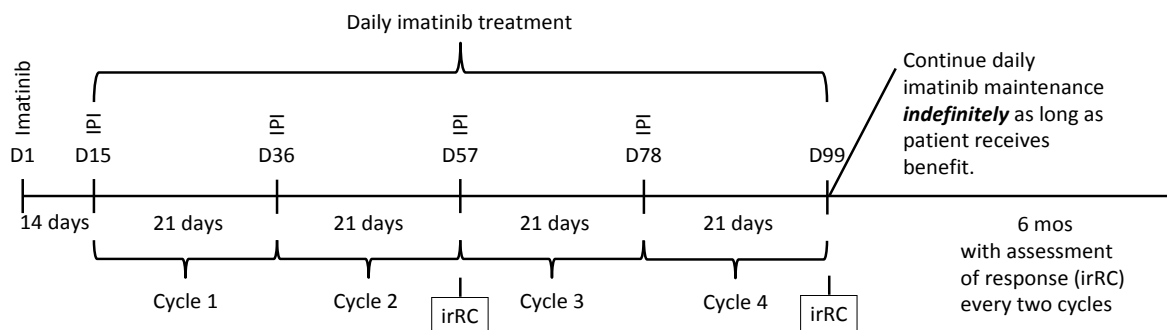 Daily imatinib treatment
Continue daily
imatinib maintenance
indefinitely as long as
patient receives
benefit.
Imatinib
IPI
IPI
IPI
IPI
D1
D15
D36
D57
D78
D99
14 days
21 days
21 days
21 days
21 days
6 mos
with assessment
of response (irRC)
every two cycles
Cycle 1
Cycle 2
Cycle 3
Cycle 4
irRC
irRC